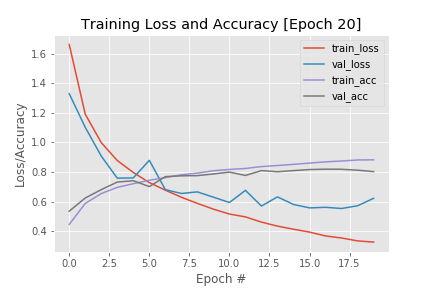 Training Loss and Accuracy [Epoch 20]
train_loss
val_loss
train_acc
val_acc
Loss/Accuracy
1.6
1.4
1.2
1.0
0.8
0.6
0.4
0.0 2.5 5.0 7.5 10.0 12.5 15.0 17.5
Epoch #